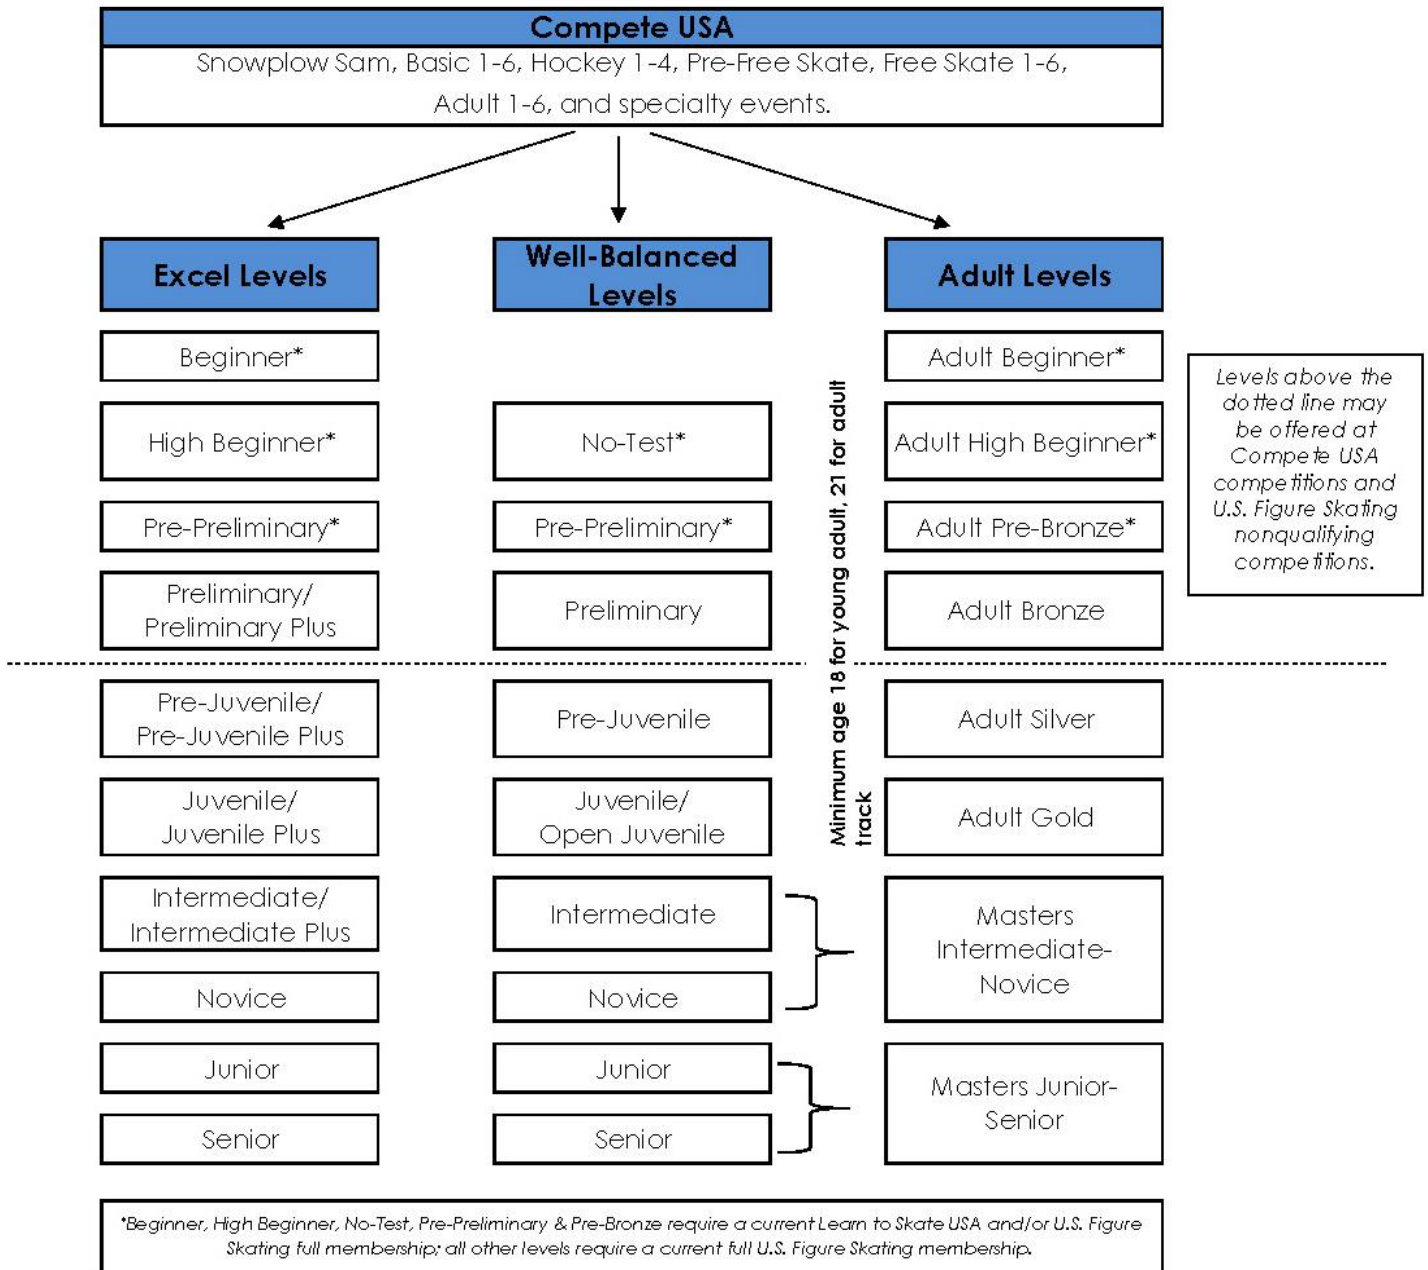 Compete USA
Snowplow Sam, Basic 1-6, Hockey 1-4, Pre-Free Skate, Free Skate 1-6,
Adult 1-6, and specialty events.
Excel Levels
Well-Balanced
Levels
Adult Levels
Beginner*
Adult Beginner*
High Beginner*
No-Test*
Adult High Beginner*
Pre-Preliminary*
Pre-Preliminary*
Adult Pre-Bronze*
Preliminary/
Preliminary Plus
Preliminary
Adult Bronze
Levels above the
dotted line may
be offered at
Compete USA
competitions and
U.S. Figure Skating
nonqualifying
competitions.
Minimum age 18 for young adult, 21 for adult
track
Pre-Juvenile/
Pre-Juvenile Plus
Pre-Juvenile
Adult Silver
Juvenile/
Juvenile Plus
Juvenile/
Open Juvenile
Adult Gold
Intermediate/
Intermediate Plus
Intermediate
Masters
Intermediate-
Novice
Novice
Novice
Junior
Junior
Masters Junior-
Senior
Senior
Senior
*Beginner, High Beginner, No-Test, Pre-Preliminary & Pre-Bronze require a current Learn to Skate USA and/or U.S. Figure
Skating full membership; all other levels require a current full U.S. Figure Skating membership.